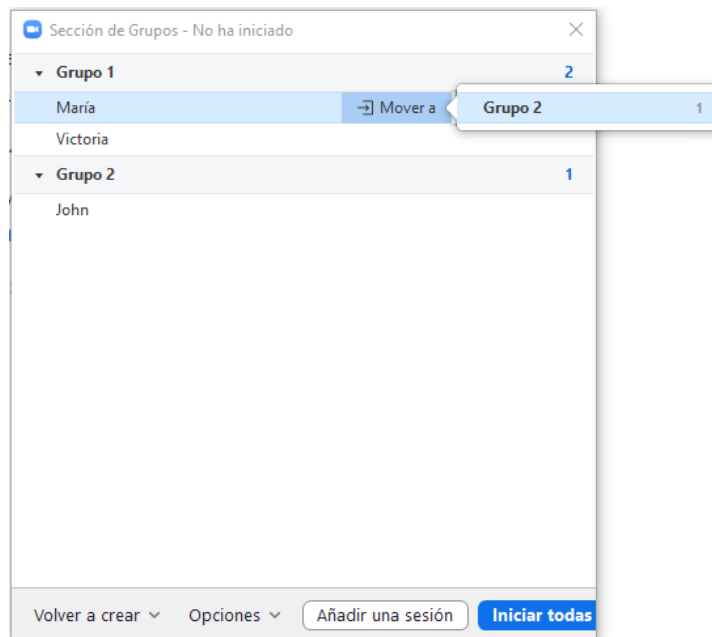 Sección de Grupos - No ha iniciado
Grupo 1 2
María Mover a Grupo 2 1
Victoria
Grupo 2 1
John
Volver a crear Opciones Añadir una sesión Iniciar todas